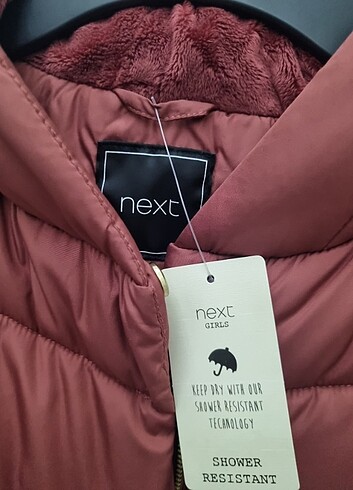 next
next
GIRLS
KEEP DRY WITH OUR
SHOWER RESISTANT
TECHNOLOGY
SHOWER
RESISTANT